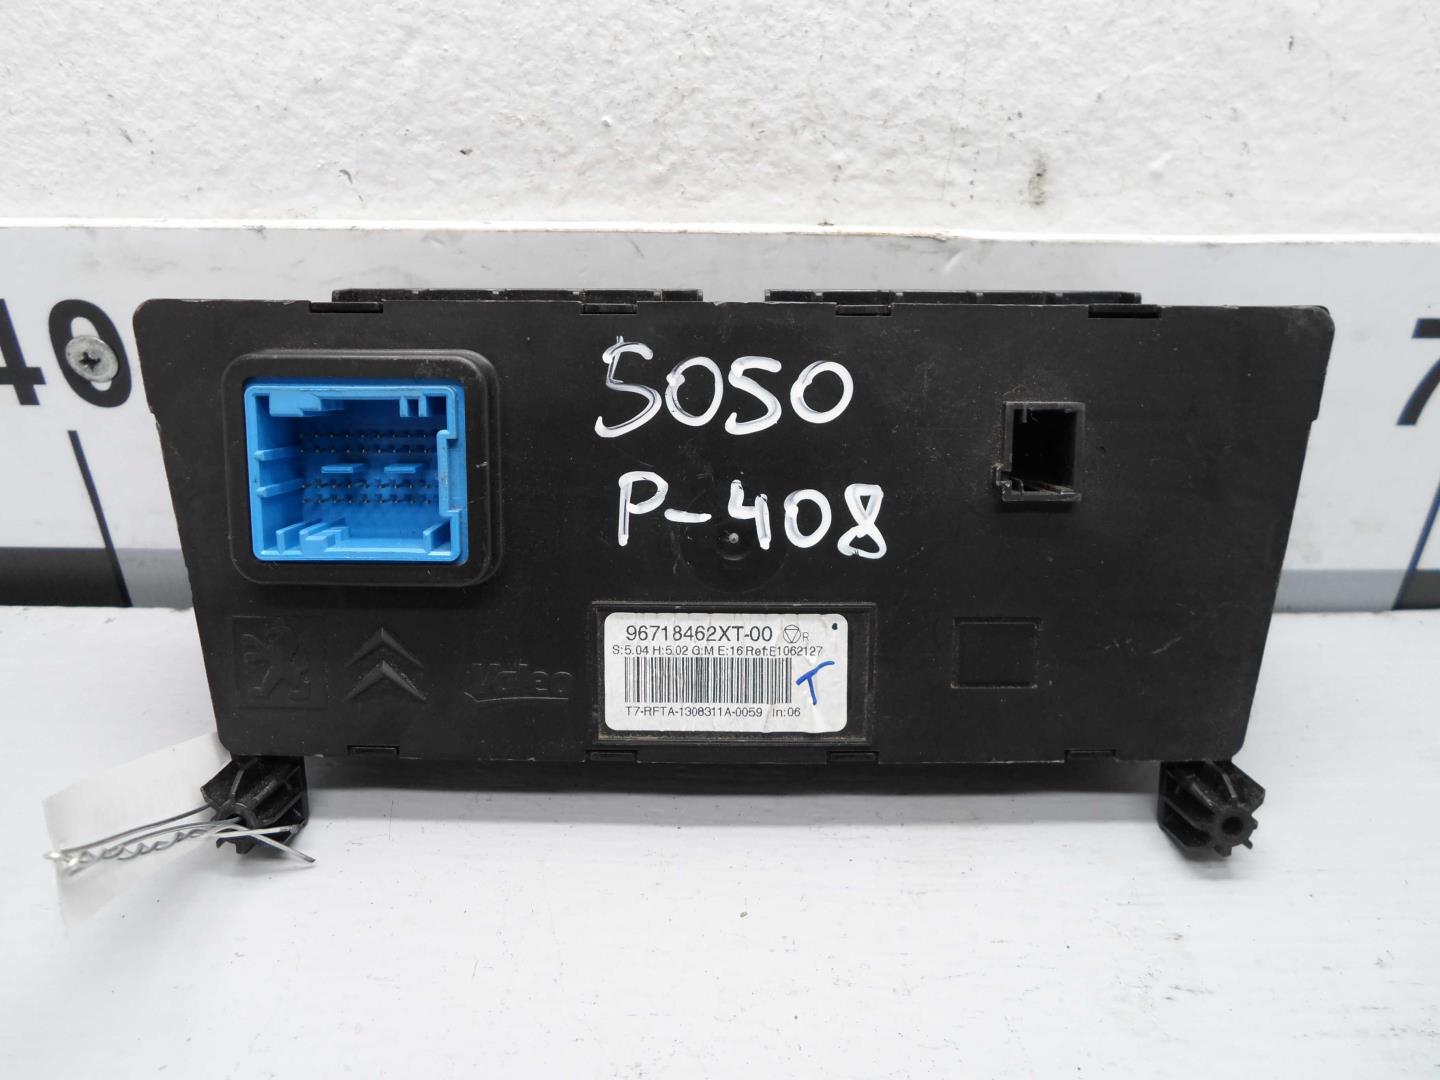 40
7
5050
P-408
Valeo
96718462XT-00 R
S:5.04 H:5.02 G:M E:16 Ref:E1062127
T
T7-RFTA-1308311A-0059 In:06